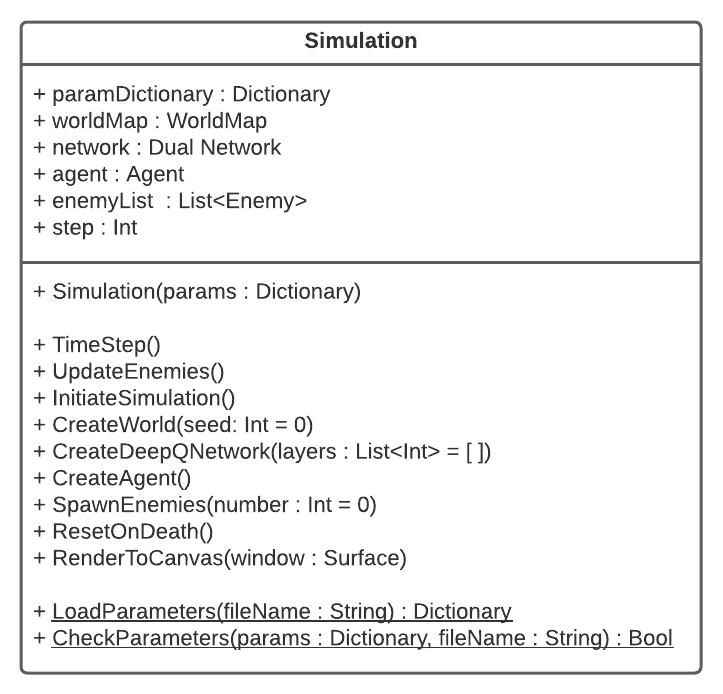 Simulation
+ paramDictionary : Dictionary
+ worldMap : WorldMap
+ network : Dual Network
+ agent : Agent
+ enemyList  : List<Enemy>
+ step : Int
+ Simulation(params : Dictionary)
+ TimeStep()
+ UpdateEnemies()
+ InitiateSimulation()
+ CreateWorld(seed: Int = 0)
+ CreateDeepQNetwork(layers : List<Int> = [ ])
+ CreateAgent()
+ SpawnEnemies(number : Int = 0)
+ ResetOnDeath()
+ RenderToCanvas(window : Surface)
+ LoadParameters(fileName : String) : Dictionary
+ CheckParameters(params : Dictionary, fileName : String) : Bool